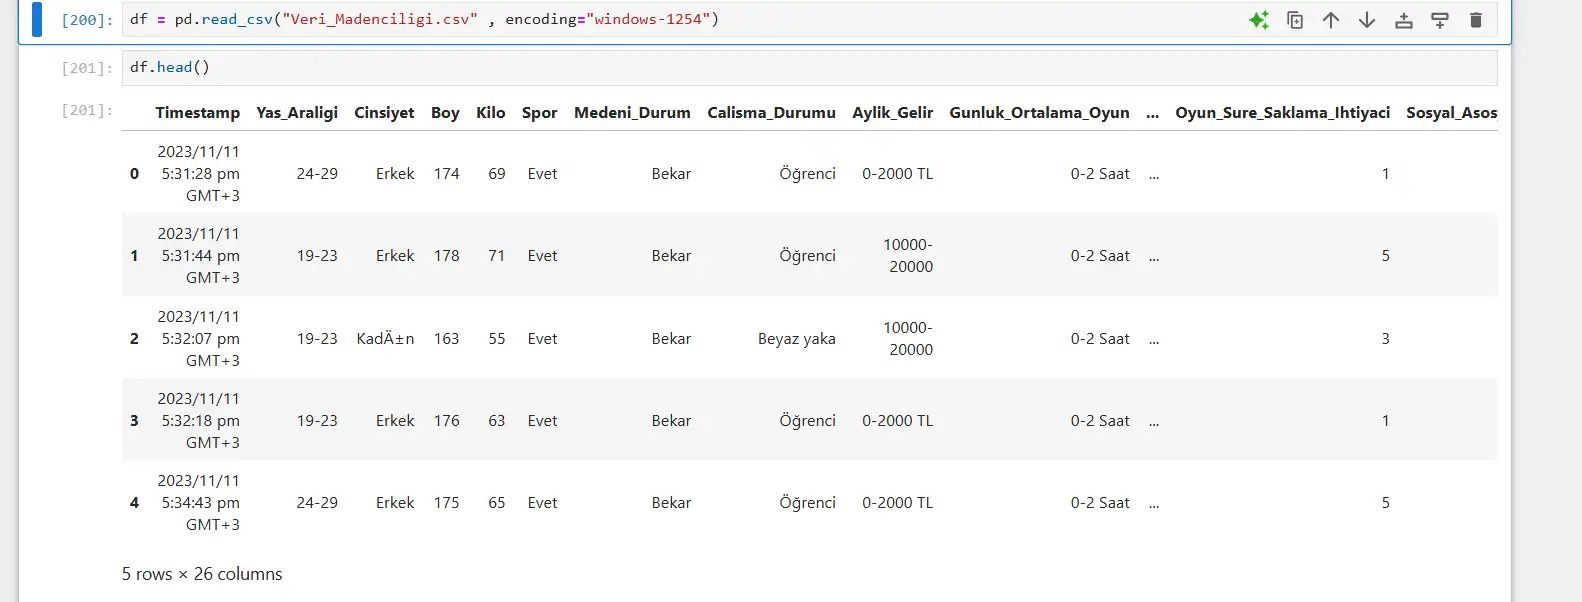 [200]: df = pd.read_csv("Veri_Madenciligi.csv" , encoding="windows-1254")
[201]: df.head()
[201]: Timestamp Yas_Araligi Cinsiyet Boy Kilo Spor Medeni_Durum Calisma_Durumu Aylik_Gelir Gunluk_Ortalama_Oyun ... Oyun_Sure_Saklama_Ihtiyaci Sosyal_Asos
2023/11/11
0 5:31:28 pm 24-29 Erkek 174 69 Evet Bekar Öğrenci 0-2000 TL 0-2 Saat ... 1
GMT+3
2023/11/11
1 5:31:44 pm 19-23 Erkek 178 71 Evet Bekar Öğrenci 10000-20000 0-2 Saat ... 5
GMT+3
2023/11/11
2 5:32:07 pm 19-23 KadÄ±n 163 55 Evet Bekar Beyaz yaka 10000-20000 0-2 Saat ... 3
GMT+3
2023/11/11
3 5:32:18 pm 19-23 Erkek 176 63 Evet Bekar Öğrenci 0-2000 TL 0-2 Saat ... 1
GMT+3
2023/11/11
4 5:34:43 pm 24-29 Erkek 175 65 Evet Bekar Öğrenci 0-2000 TL 0-2 Saat ... 5
GMT+3
5 rows × 26 columns